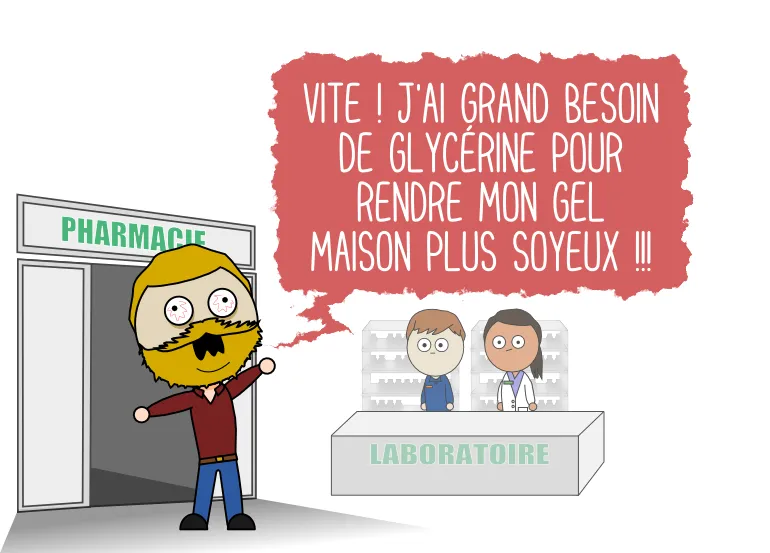 VITE ! J'AI GRAND BESOIN
DE GLYCÉRINE POUR
RENDRE MON GEL
MAISON PLUS SOYEUX !!!
PHARMACIE
LABORATOIRE